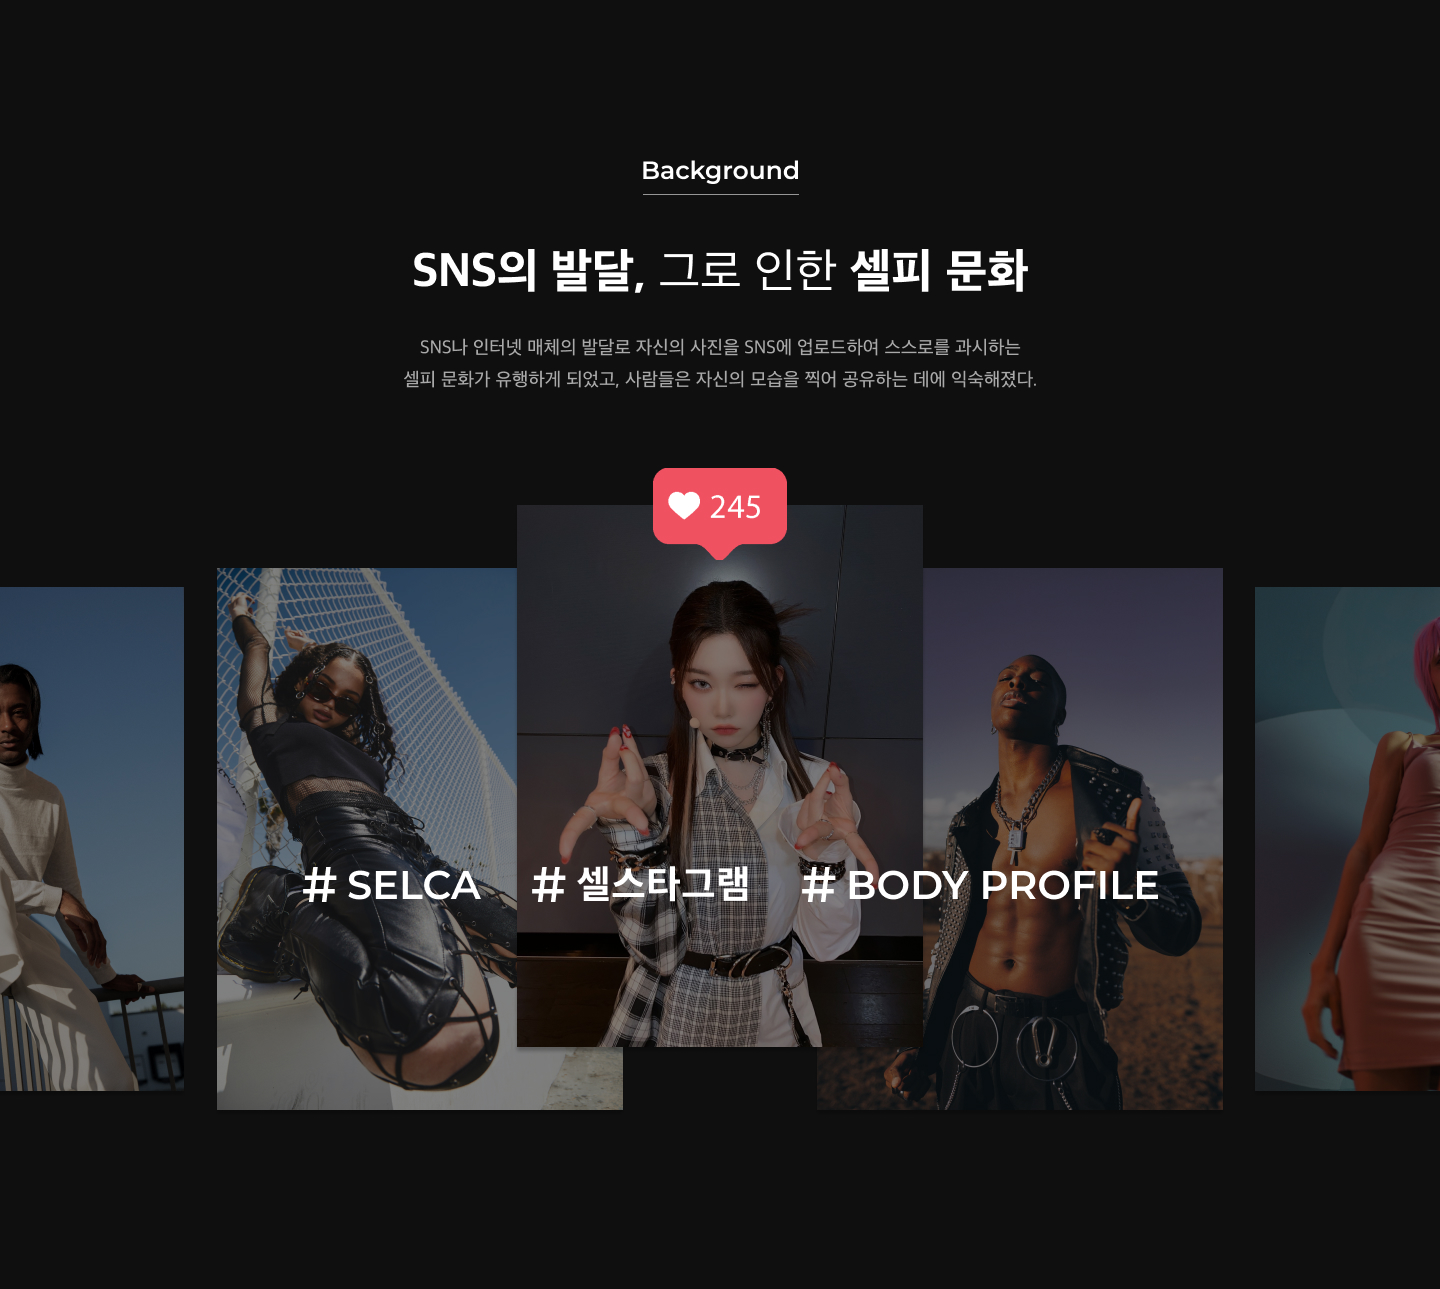 Background
SNS의 발달, 그로 인한 셀피 문화
SNS나 인터넷 매체의 발달로 자신의 사진을 SNS에 업로드하여 스스로를 과시하는
셀피 문화가 유행하게 되었고, 사람들은 자신의 모습을 찍어 공유하는 데에 익숙해졌다.
245
# SELCA
# 셀스타그램
# BODY PROFILE